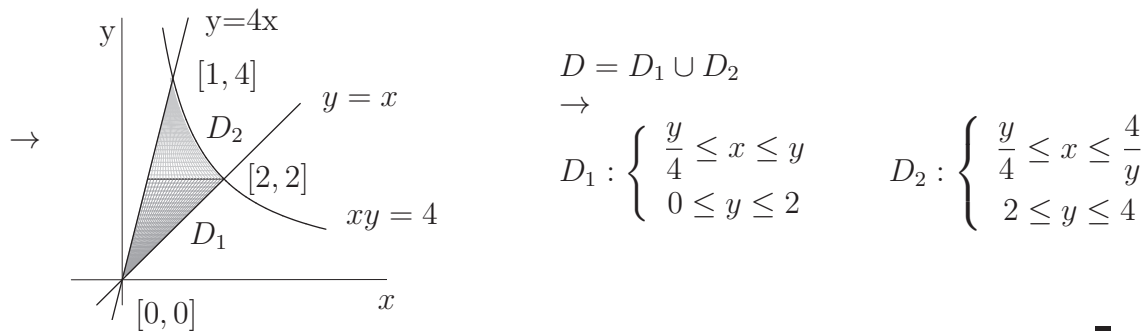 y
y=4x
[1, 4]
y = x
→
D₂
[2, 2]
xy = 4
D₁
x
[0, 0]
D = D₁ ∪ D₂
→
D₁ : { y/4 ≤ x ≤ y
0 ≤ y ≤ 2
D₂ : { y/4 ≤ x ≤ 4/y
2 ≤ y ≤ 4